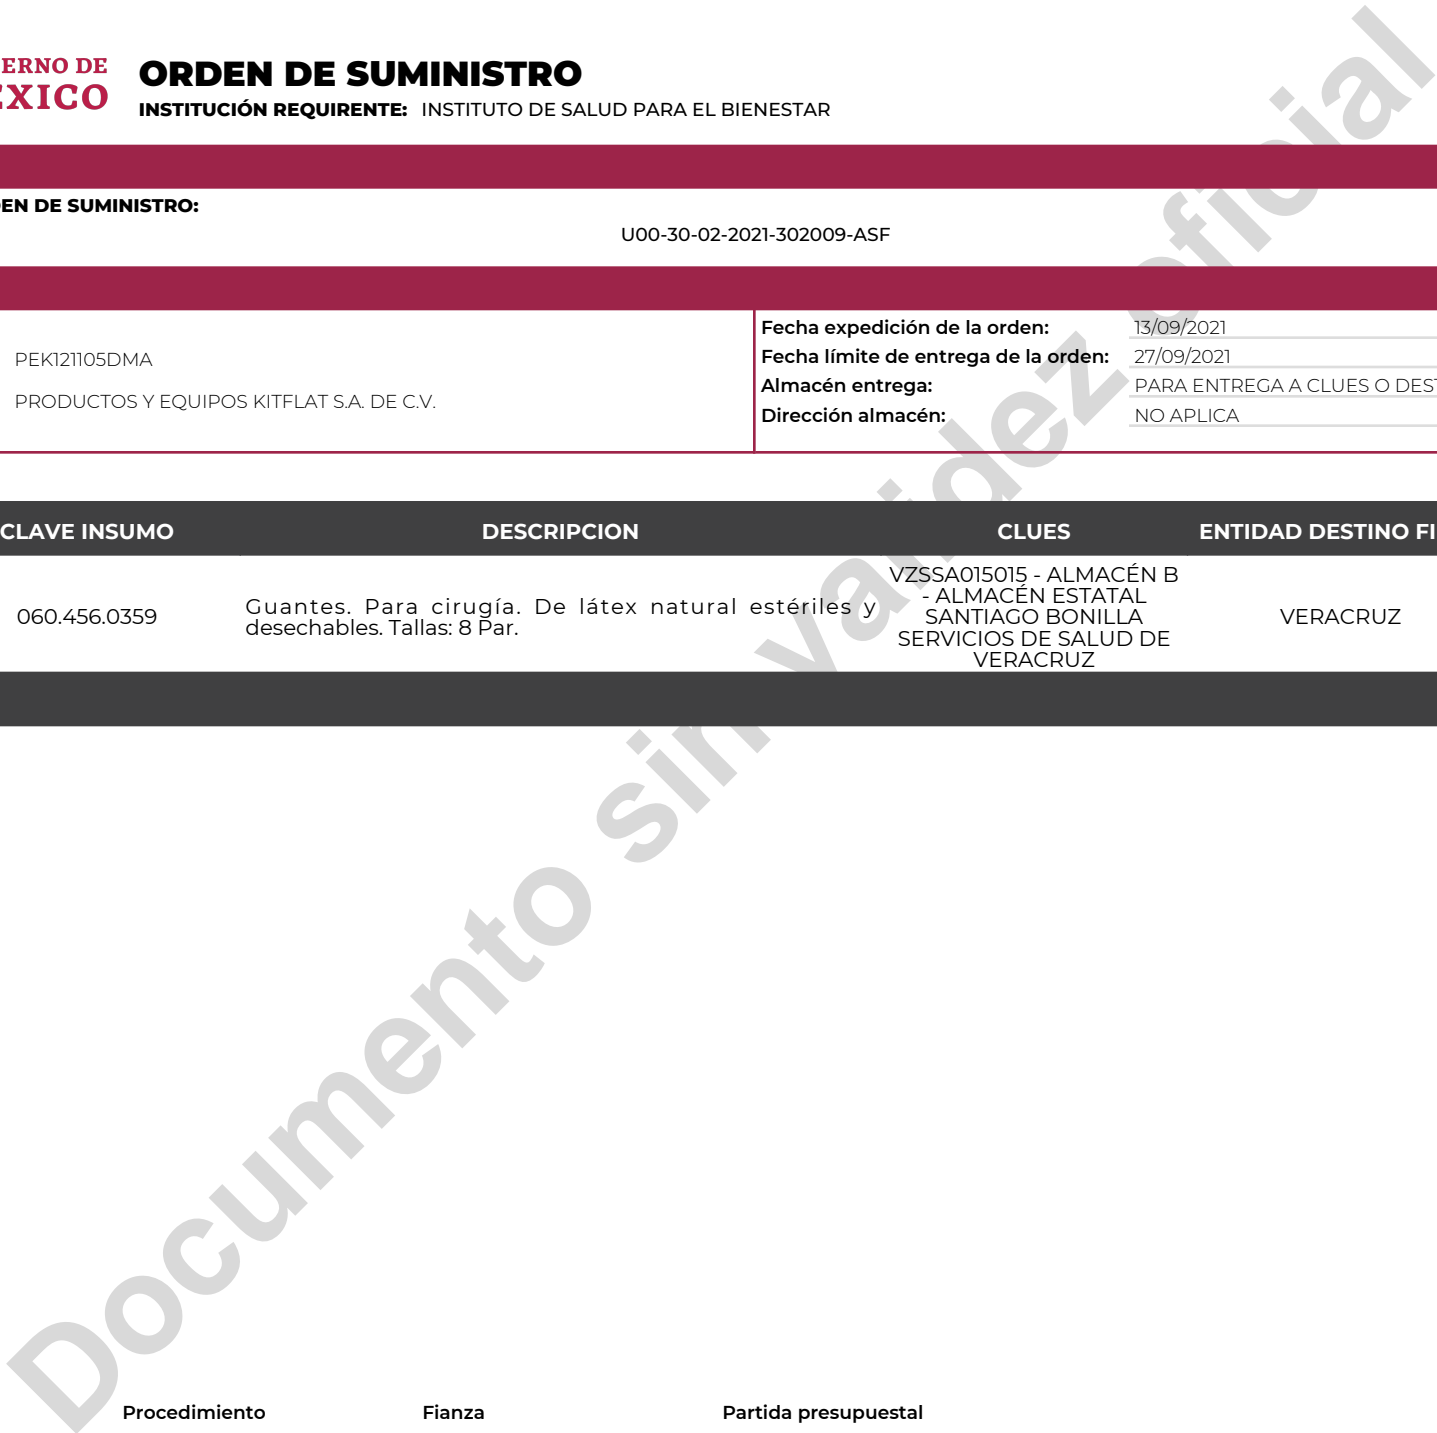 ERNO DE
EXICO
ORDEN DE SUMINISTRO
INSTITUCIÓN REQUIRENTE: INSTITUTO DE SALUD PARA EL BIENESTAR
EN DE SUMINISTRO:
U00-30-02-2021-302009-ASF
PEK121105DMA
PRODUCTOS Y EQUIPOS KITFLAT S.A. DE C.V.
Fecha expedición de la orden: 13/09/2021
Fecha límite de entrega de la orden: 27/09/2021
Almacén entrega: PARA ENTREGA A CLUES O DEST
Dirección almacén: NO APLICA
CLAVE INSUMO DESCRIPCION CLUES ENTIDAD DESTINO FI
060.456.0359
Guantes. Para cirugía. De látex natural estériles y
desechables. Tallas: 8 Par.
VZSSA015015 - ALMACÉN B
- ALMACÉN ESTATAL
SANTIAGO BONILLA
SERVICIOS DE SALUD DE
VERACRUZ
VERACRUZ
Documento sin validez oficial
Procedimiento Fianza Partida presupuestal